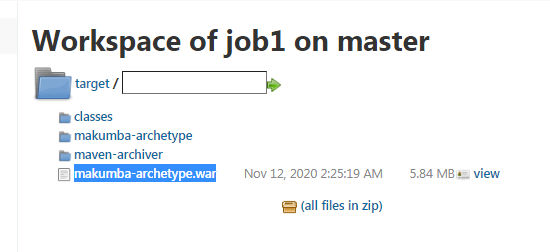 Workspace of job1 on master
target /
classes
makumba-archetype
maven-archiver
makumba-archetype.war Nov 12, 2020 2:25:19 AM 5.84 MB view
(all files in zip)